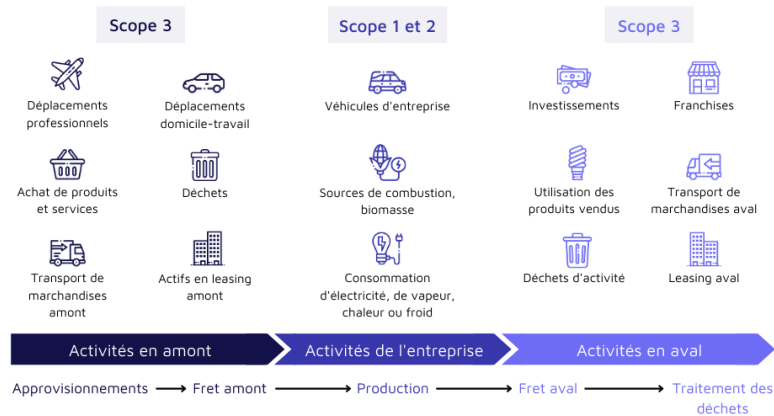 Scope 3
Scope 1 et 2
Scope 3
Déplacements
professionnels
Déplacements
domicile-travail
Véhicules d'entreprise
Investissements
Franchises
Achat de produits
et services
Déchets
Sources de combustion,
biomasse
Utilisation des
produits vendus
Transport de
marchandises aval
Transport de
marchandises
amont
Actifs en leasing
amont
Consommation
d'électricité, de vapeur,
chaleur ou froid
Déchets d'activité
Leasing aval
Activités en amont
Activités de l'entreprise
Activités en aval
Approvisionnements
Fret amont
Production
Fret aval
Traitement des
déchets